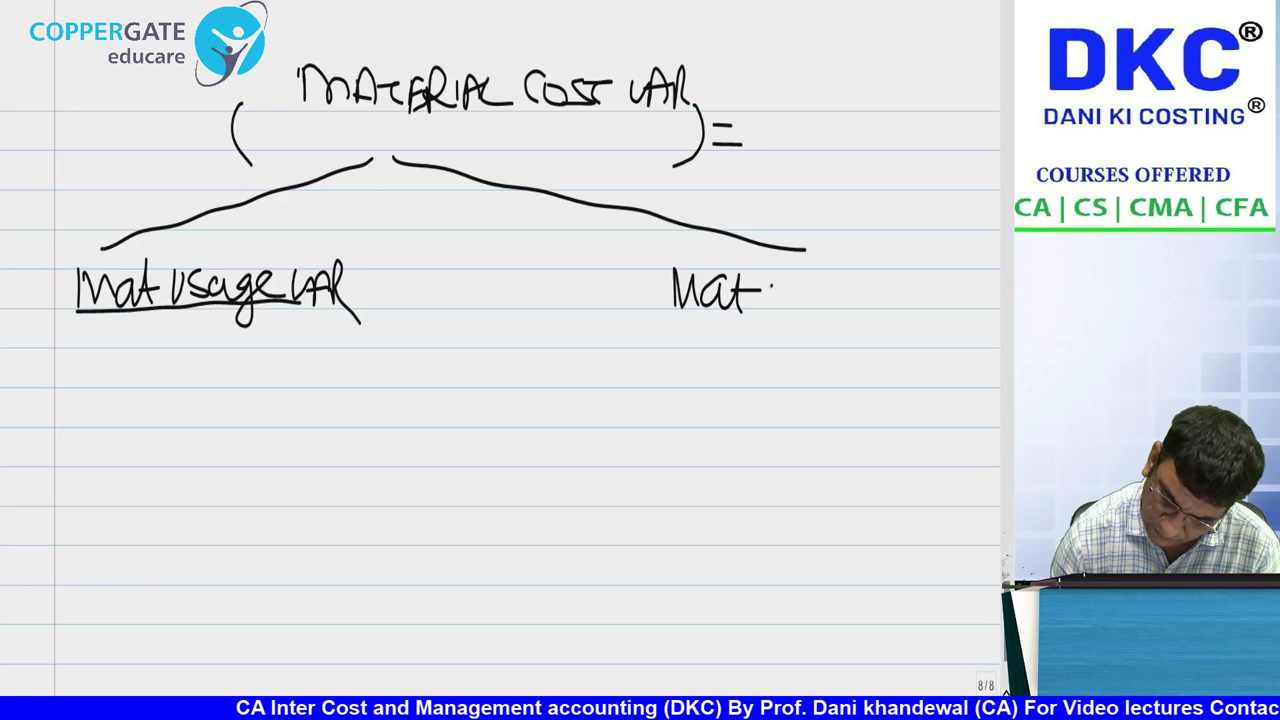 COPPERGATE
educare
MATERIAL COST VAR
( ) =
Mat Usage VAR
Mat
DKC®
DANI KI COSTING®
COURSES OFFERED
CA | CS | CMA | CFA
8/8
CA Inter Cost and Management accounting (DKC) By Prof. Dani khandewal (CA) For Video lectures Contac